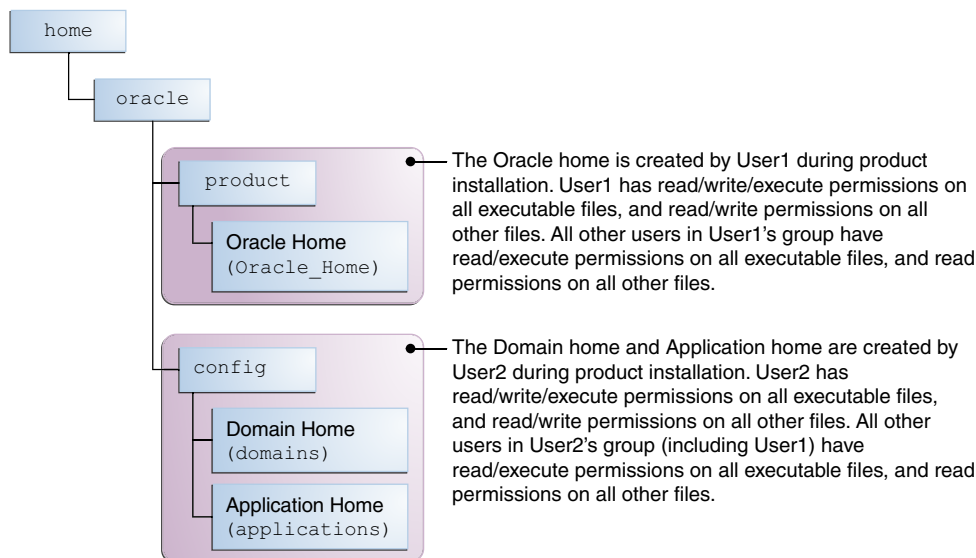 home
oracle
product
Oracle Home
(Oracle_Home)
The Oracle home is created by User1 during product
installation. User1 has read/write/execute permissions on
all executable files, and read/write permissions on all
other files. All other users in User1's group have
read/execute permissions on all executable files, and read
permissions on all other files.
config
Domain Home
(domains)
Application Home
(applications)
The Domain home and Application home are created by
User2 during product installation. User2 has
read/write/execute permissions on all executable files,
and read/write permissions on all other files. All other
users in User2's group (including User1) have
read/execute permissions on all executable files, and read
permissions on all other files.